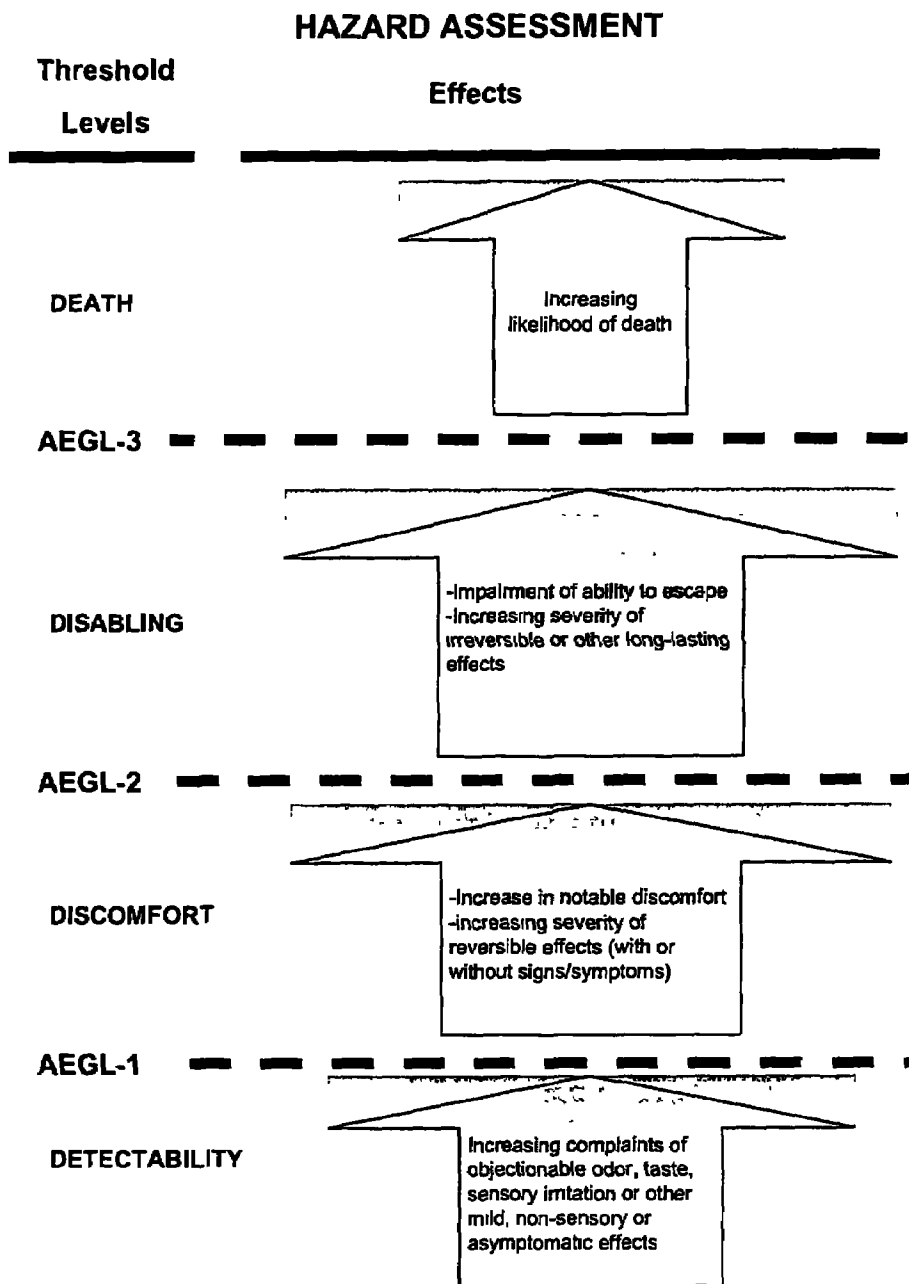 HAZARD ASSESSMENT
Threshold
Levels
Effects
DEATH
Increasing
likelihood of death
AEGL-3
DISABLING
-Impairment of ability to escape
-Increasing severity of
irreversible or other long-lasting
effects
AEGL-2
DISCOMFORT
-Increase in notable discomfort
-increasing severity of
reversible effects (with or
without signs/symptoms)
AEGL-1
DETECTABILITY
Increasing complaints of
objectionable odor, taste,
sensory irritation or other
mild, non-sensory or
asymptomatic effects